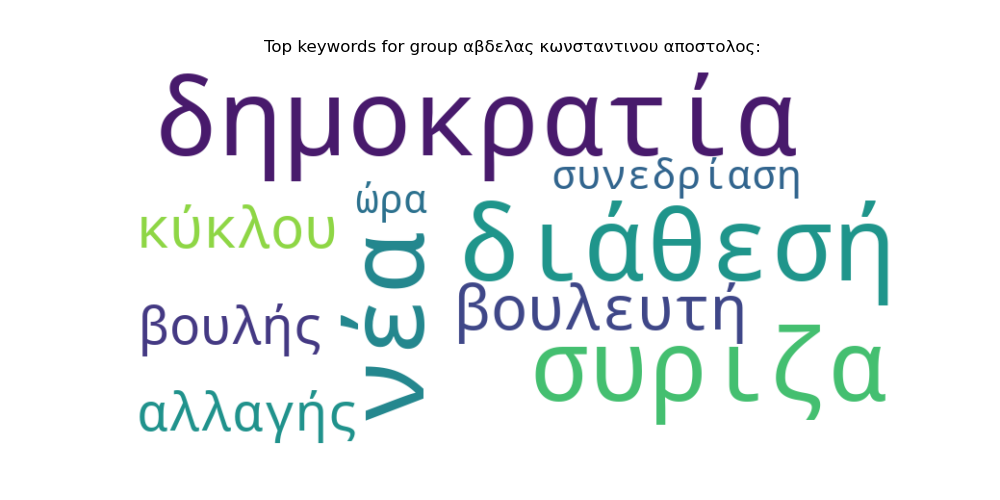 Top keywords for group αβδελας κωνσταντινου αποστολος:
δημοκρατία
συνεδρίαση
ώρα
κύκλου
διάθεσή
νέα
βουλευτή
βουλής
συριζα
αλλαγής